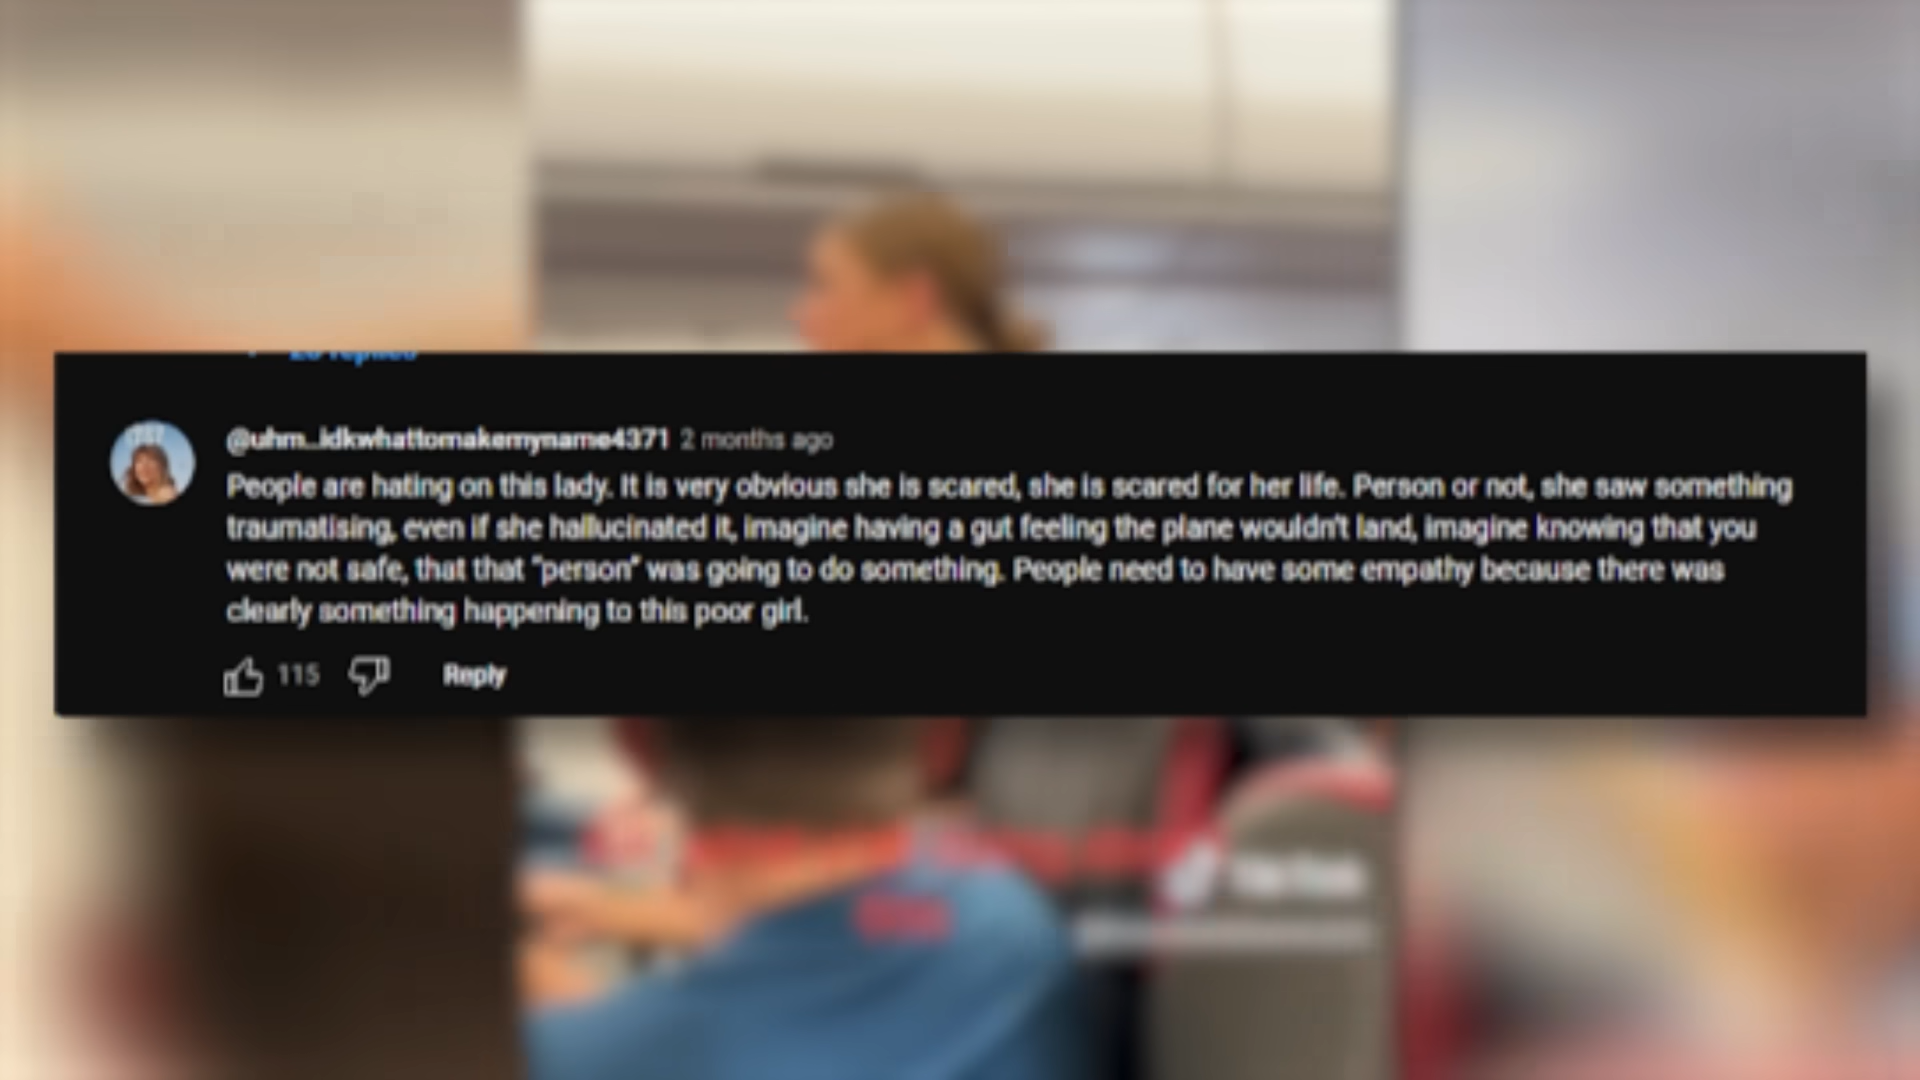 @uhm...idkwhattomakemyname4371 2 months ago
People are hating on this lady. It is very obvious she is scared, she is scared for her life. Person or not, she saw something
traumatising, even if she hallucinated it, imagine having a gut feeling the plane wouldn't land, imagine knowing that you
were not safe, that that "person" was going to do something. People need to have some empathy because there was
clearly something happening to this poor girl.
115 Reply